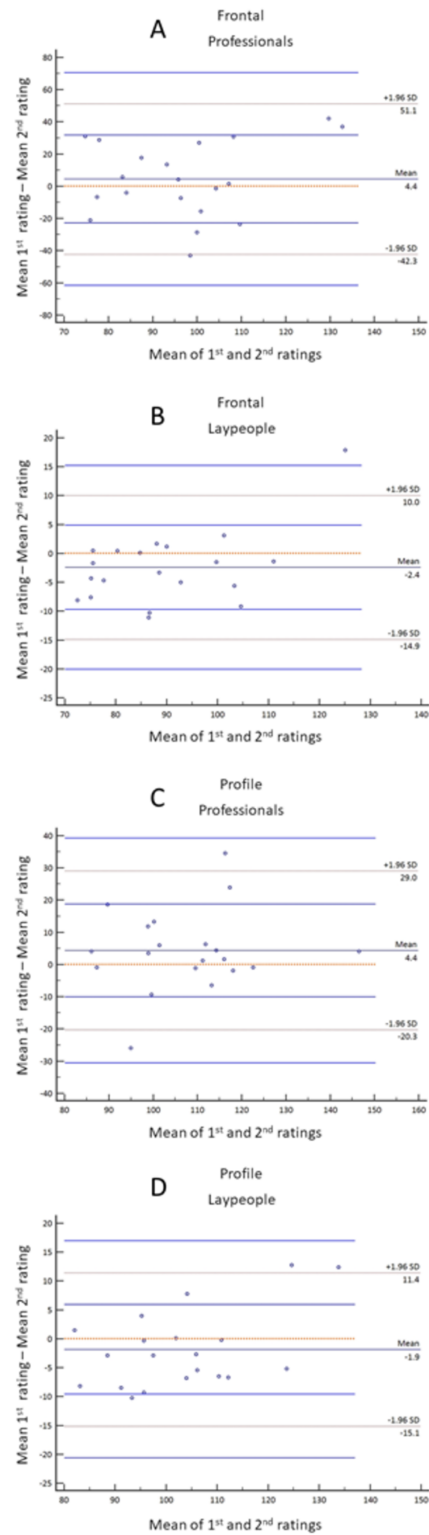 A
Frontal
Professionals
Mean 1st rating – Mean 2nd rating
80
60
40
20
0
-20
-40
-60
-80
+1.96 SD
51.1
Mean
4.4
-1.96 SD
-42.3
70 80 90 100 110 120 130 140 150
Mean of 1st and 2nd ratings
B
Frontal
Laypeople
Mean 1st rating – Mean 2nd rating
20
15
10
5
0
-5
-10
-15
-20
-25
+1.96 SD
10.0
Mean
-2.4
-1.96 SD
-14.9
70 80 90 100 110 120 130 140
Mean of 1st and 2nd ratings
C
Profile
Professionals
Mean 1st rating – Mean 2nd rating
40
30
20
10
0
-10
-20
-30
-40
+1.96 SD
29.0
Mean
4.4
-1.96 SD
-20.3
80 90 100 110 120 130 140 150 160
Mean of 1st and 2nd ratings
D
Profile
Laypeople
Mean 1st rating – Mean 2nd rating
20
15
10
5
0
-5
-10
-15
-20
-25
+1.96 SD
11.4
Mean
-1.9
-1.96 SD
-15.1
80 90 100 110 120 130 140 150
Mean of 1st and 2nd ratings